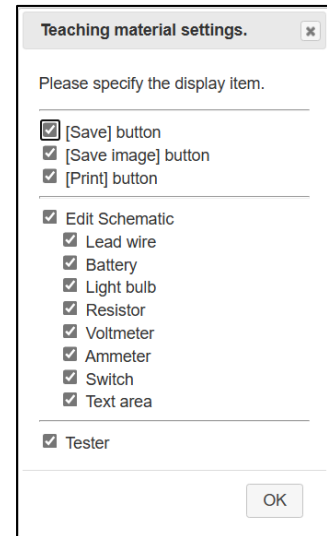 Teaching material settings.
Please specify the display item.
[Save] button
[Save image] button
[Print] button
Edit Schematic
Lead wire
Battery
Light bulb
Resistor
Voltmeter
Ammeter
Switch
Text area
Tester
OK